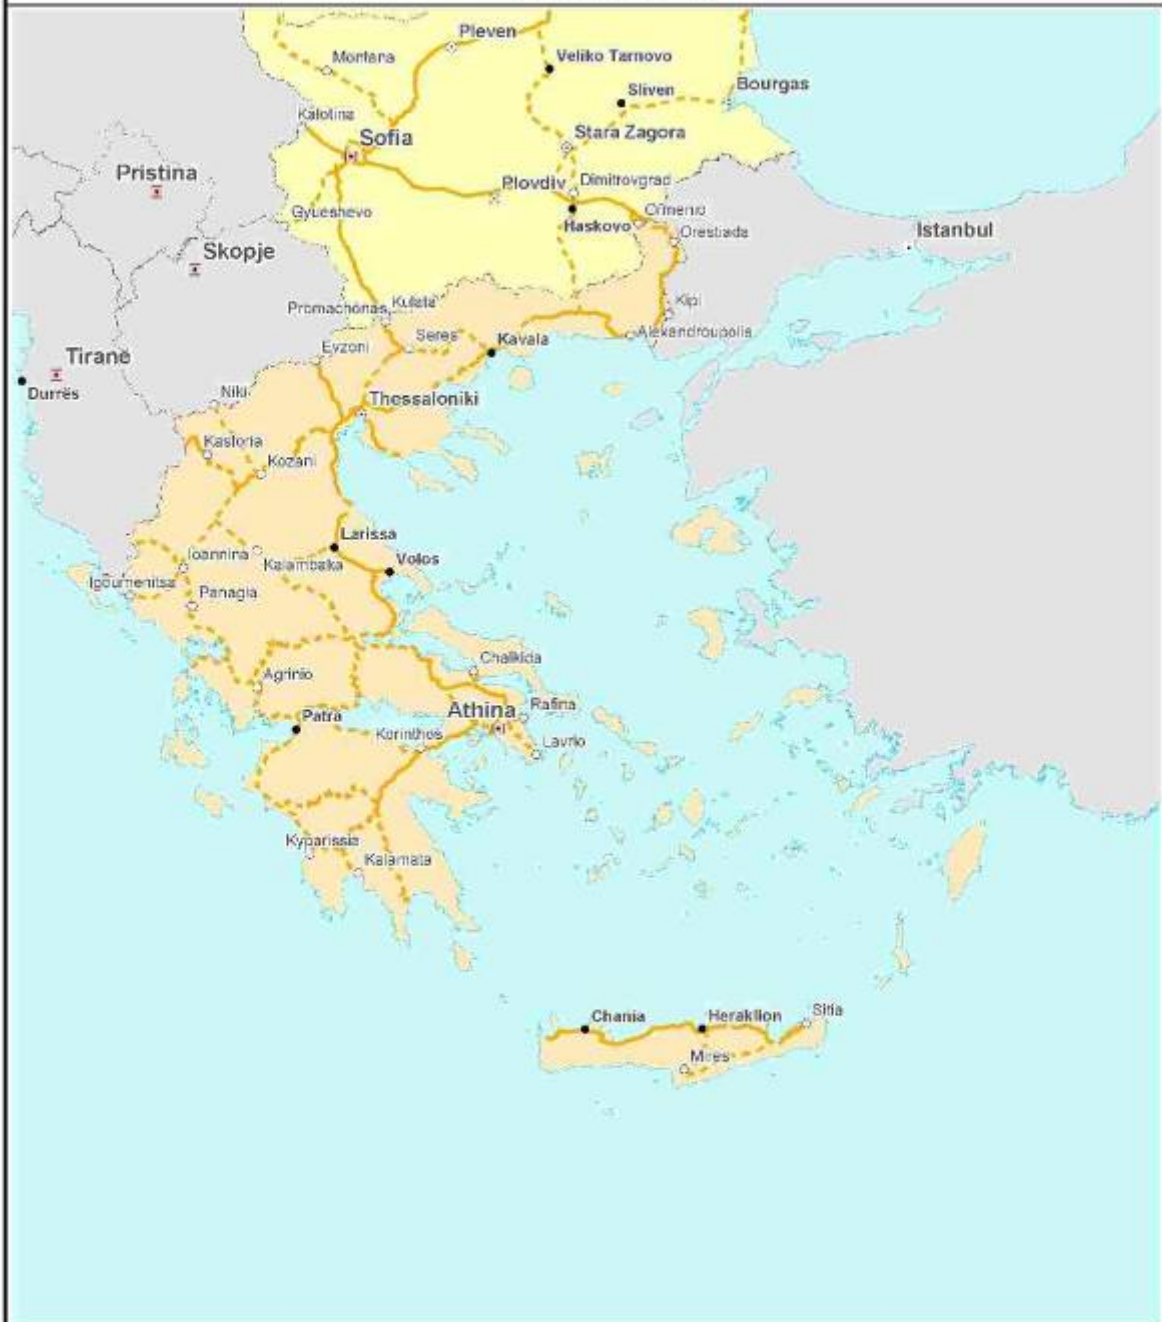 Pleven
Montana
Veliko Tarnovo
Sliven
Bourgas
Kalotina
Sofia
Stara Zagora
Pristina
Plovdiv
Dimitrovgrad
Gyueshevo
Haskovo
Ormenio
Orestiada
Istanbul
Skopje
Promachonas
Kulata
Kipi
Seres
Kavala
Alexandroupolis
Evzoni
Tirane
Durrës
Niki
Thessaloniki
Kastoria
Kozani
Larissa
Ioannina
Kalambaka
Volos
Igoumenitsa
Panagia
Chalkida
Agrinio
Rafina
Athina
Patra
Korinthos
Lavrio
Kyparissia
Kalamata
Chania
Heraklion
Sitia
Mires